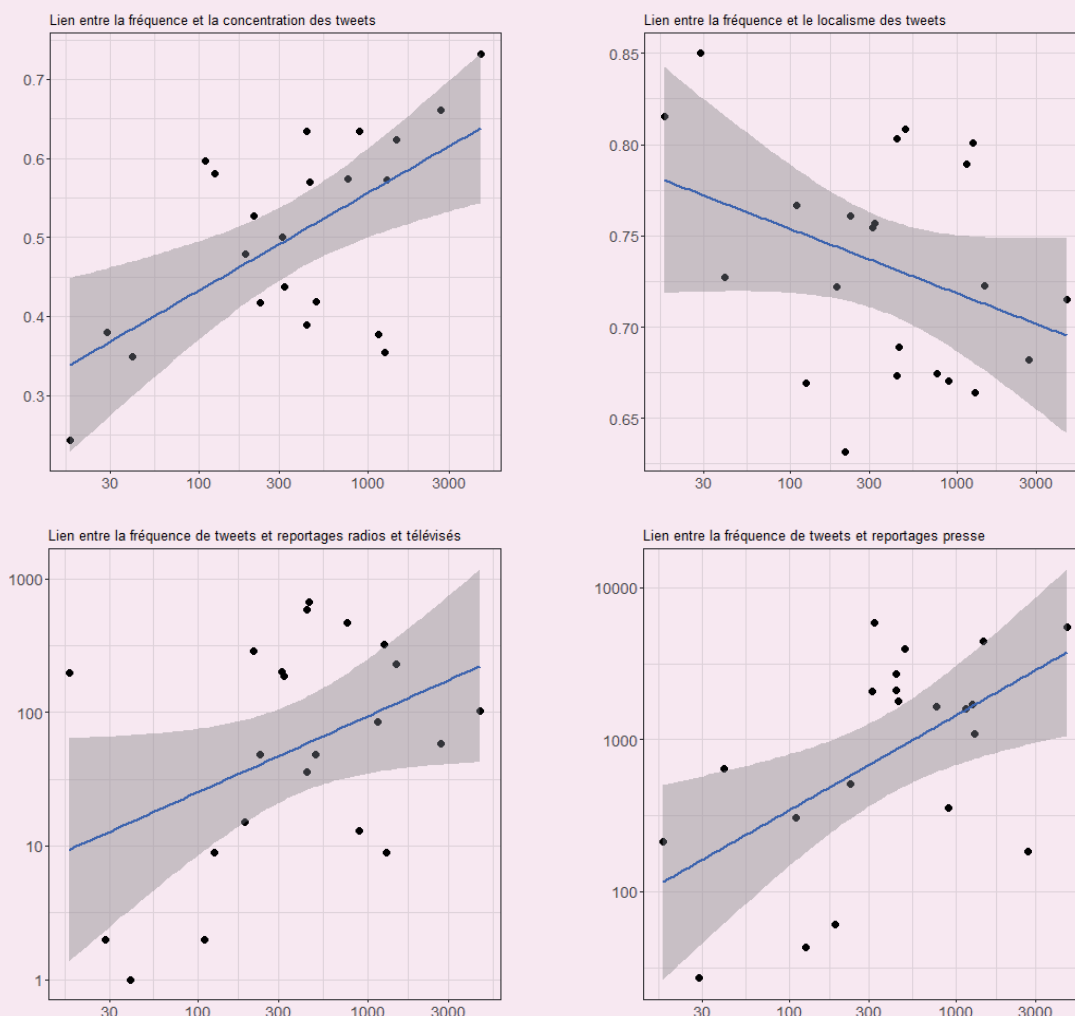 Lien entre la fréquence et la concentration des tweets
0.7
0.6
0.5
0.4
0.3
30 100 300 1000 3000
Lien entre la fréquence et le localisme des tweets
0.85
0.80
0.75
0.70
0.65
30 100 300 1000 3000
Lien entre la fréquence de tweets et reportages radios et télévisés
1000
100
10
1
30 100 300 1000 3000
Lien entre la fréquence de tweets et reportages presse
10000
1000
100
30 100 300 1000 3000